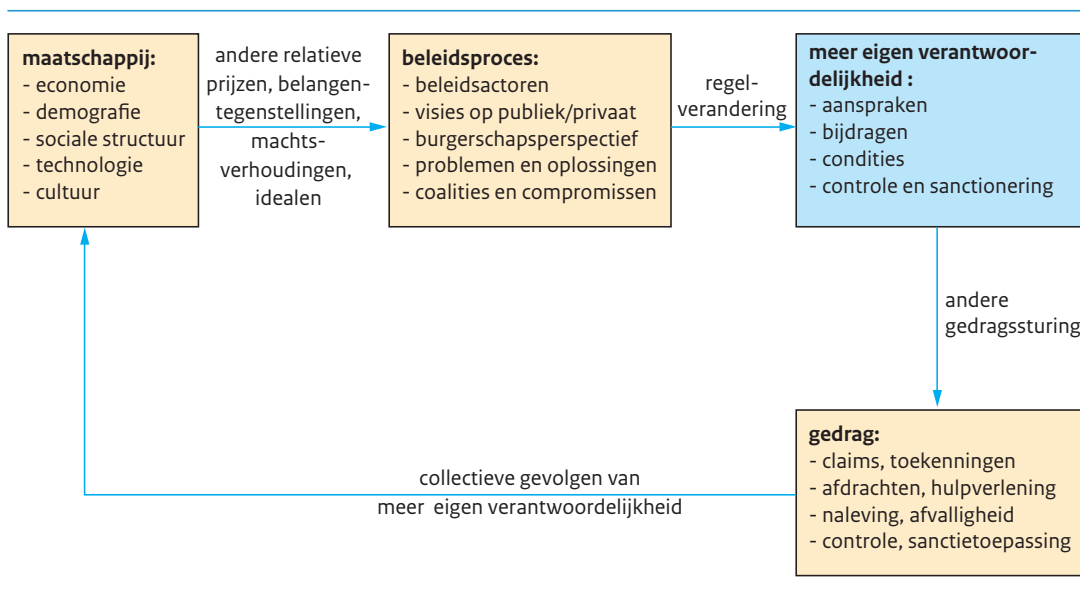 maatschappij:
- economie
- demografie
- sociale structuur
- technologie
- cultuur
andere relatieve
prijzen, belangen-
tegenstellingen,
machts-
verhoudingen,
idealen
beleidsproces:
- beleidsactoren
- visies op publiek/privaat
- burgerschapsperspectief
- problemen en oplossingen
- coalities en compromissen
regel-
verandering
meer eigen verantwoor-
delijkheid :
- aanspraken
- bijdragen
- condities
- controle en sanctionering
andere
gedragssturing
gedrag:
- claims, toekenningen
- afdrachten, hulpverlening
- naleving, afvalligheid
- controle, sanctietoepassing
collectieve gevolgen van
meer eigen verantwoordelijkheid